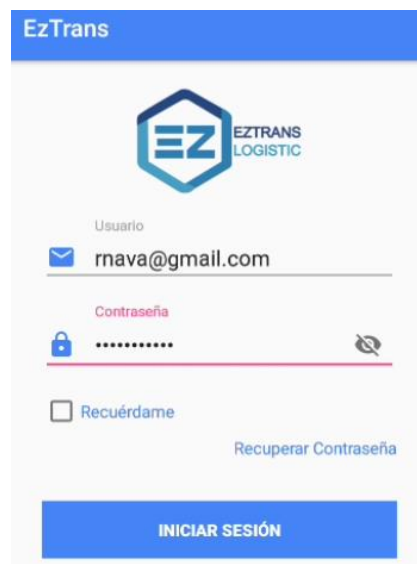 EzTrans
EZ EZTRANS
LOGISTIC
Usuario
rnava@gmail.com
Contraseña
•••••••••••
Recuérdame
Recuperar Contraseña
INICIAR SESIÓN